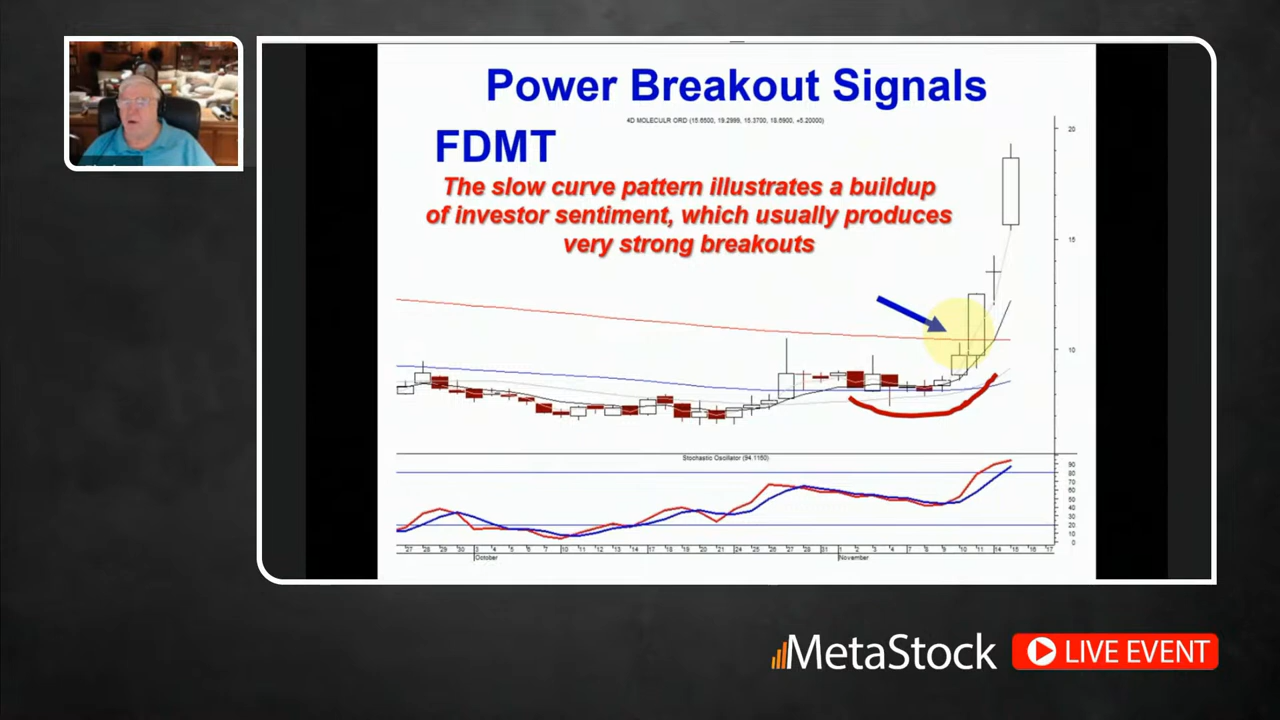 Power Breakout Signals
4D MOLECULR ORD (15.6500, 19.2999, 15.3700, 18.6900, +5.20000)
FDMT
The slow curve pattern illustrates a buildup
of investor sentiment, which usually produces
very strong breakouts
20
15
10
Stochastic Oscillator (94.1150)
90
80
70
60
50
40
30
20
10
0
27 28 29 30 3 4 5 6 7 10 11 12 13 14 17 18 19 20 21 24 25 26 27 28 31 1 2 3 4 7 8 9 10 11 14 15 16 17
October November
MetaStock LIVE EVENT